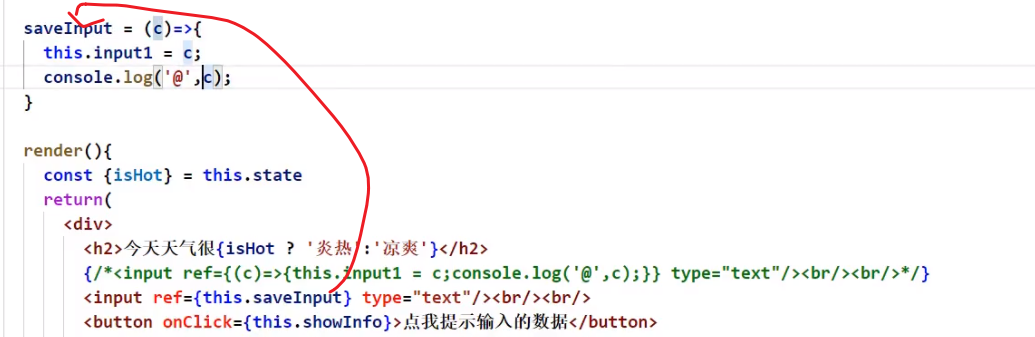 saveInput = (c)=>{
this.input1 = c;
console.log('@',c);
}
render(){
const {isHot} = this.state
return(
<div>
<h2>今天天气很{isHot ? '炎热':'凉爽'}</h2>
{/*<input ref={(c)=>{this.input1 = c;console.log('@',c);}} type="text"/><br/><br/>*/}
<input ref={this.saveInput} type="text"/><br/><br/>
<button onClick={this.showInfo}>点我提示输入的数据</button>